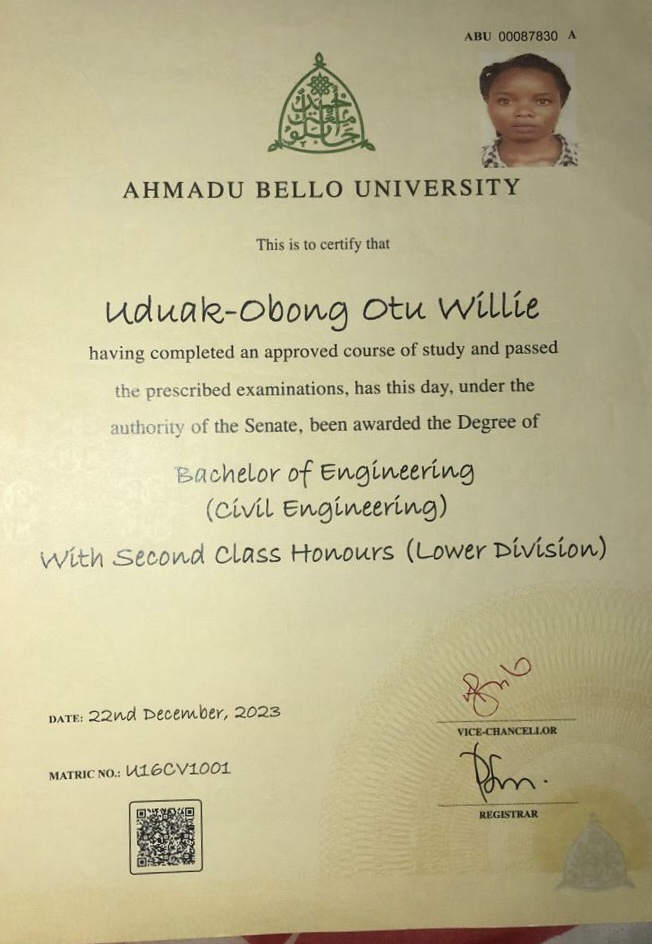 ABU 00087830 A
AHMADU BELLO UNIVERSITY
This is to certify that
Uduak-Obong Otu Willie
having completed an approved course of study and passed
the prescribed examinations, has this day, under the
authority of the Senate, been awarded the Degree of
Bachelor of Engineering
(Civil Engineering)
With Second Class Honours (Lower Division)
DATE: 22nd December, 2023
VICE-CHANCELLOR
MATRIC NO.: U16CV1001
REGISTRAR